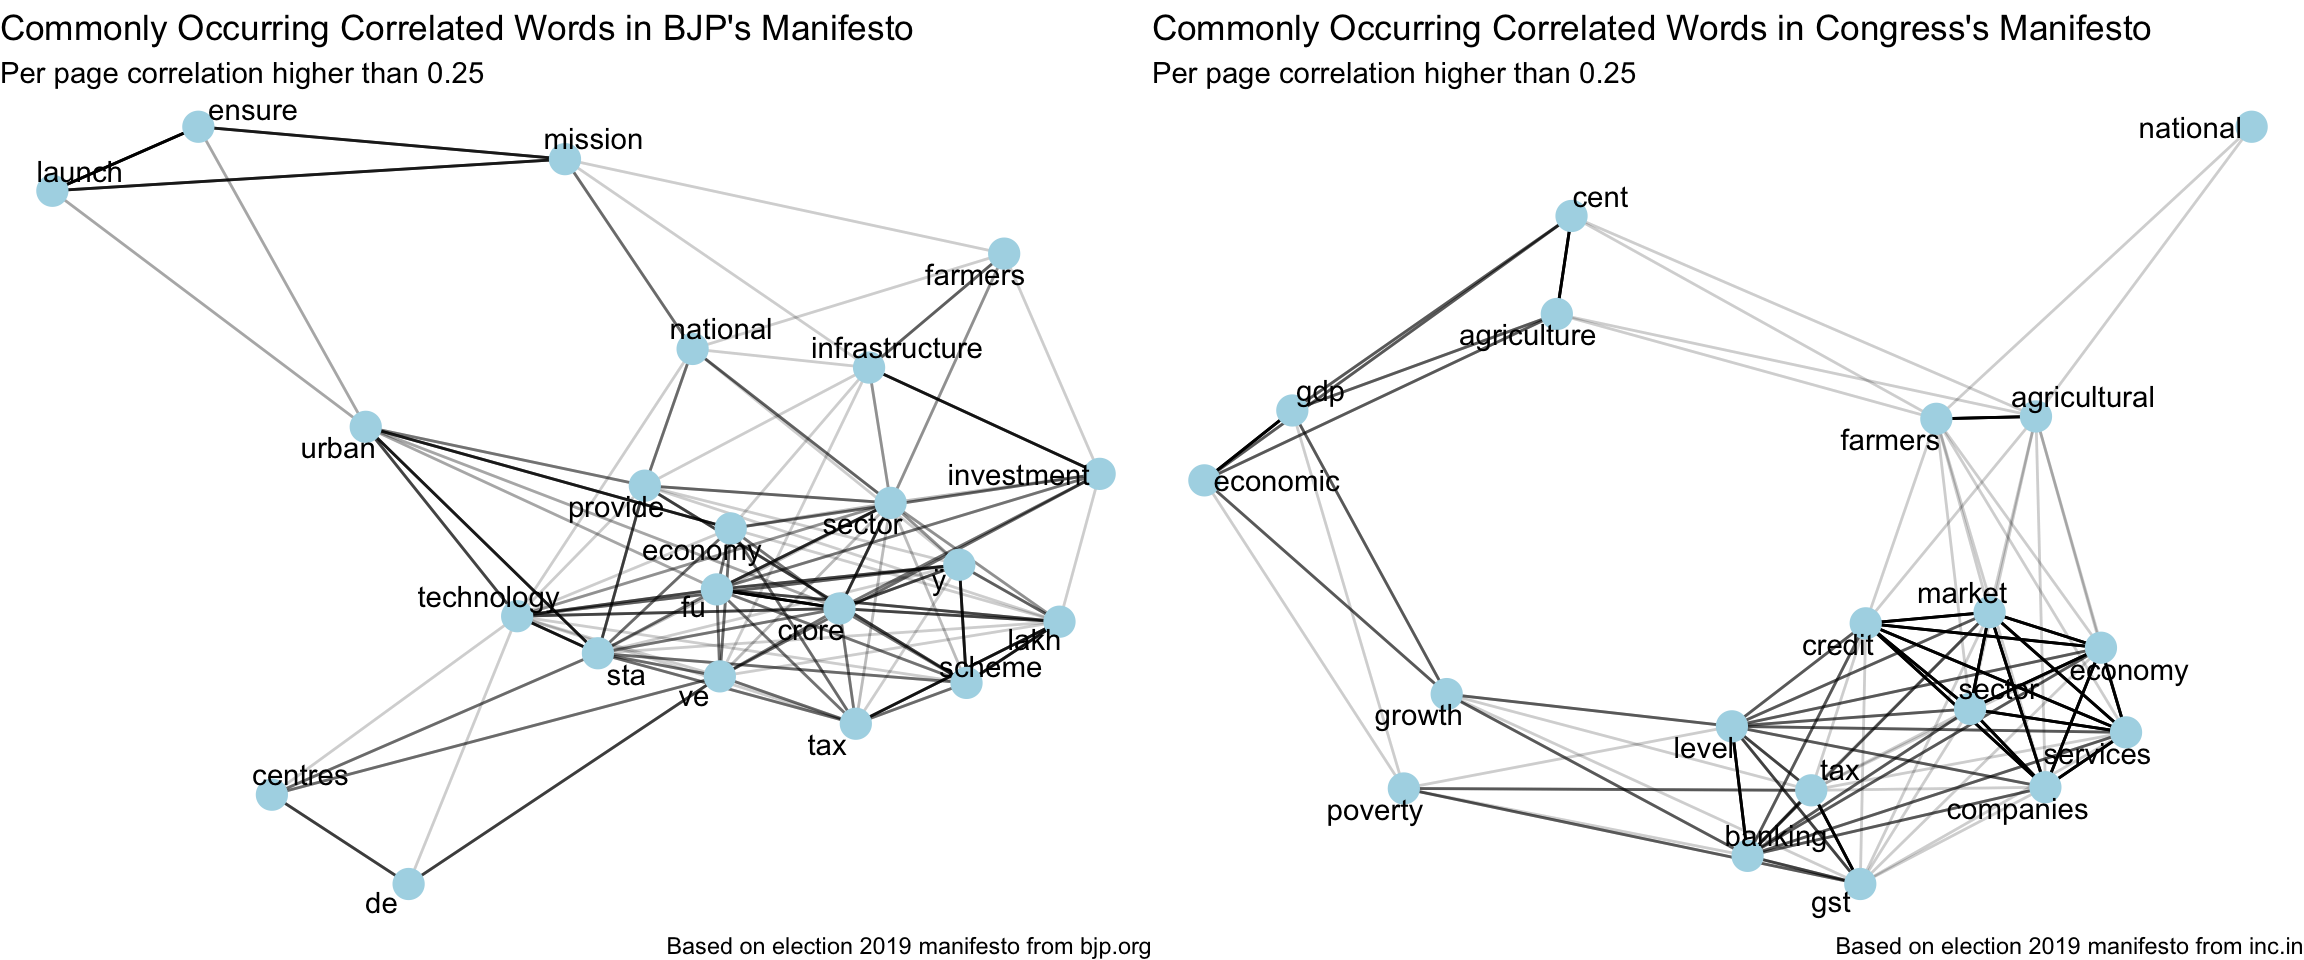 Commonly Occurring Correlated Words in BJP's Manifesto
Per page correlation higher than 0.25
ensure
mission
launch
farmers
national
infrastructure
urban
investment
provide
sector
economy
y
technology
fu
crore
lakh
sta
scheme
ve
tax
centres
de
Based on election 2019 manifesto from bjp.org
Commonly Occurring Correlated Words in Congress's Manifesto
Per page correlation higher than 0.25
national
cent
agriculture
gdp
agricultural
farmers
economic
market
credit
economy
sector
growth
level
services
tax
poverty
companies
banking
gst
Based on election 2019 manifesto from inc.in